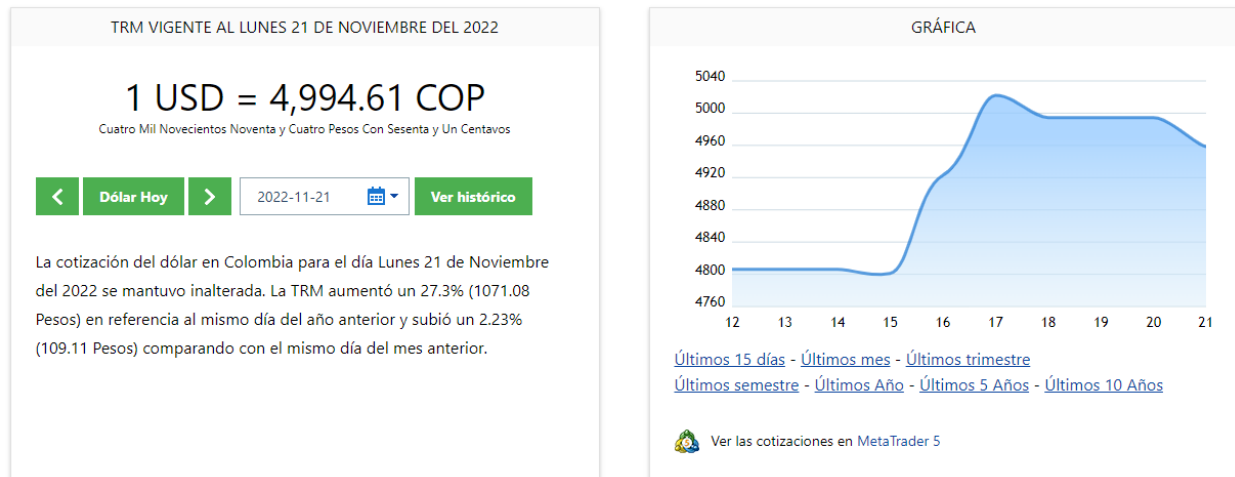 TRM VIGENTE AL LUNES 21 DE NOVIEMBRE DEL 2022
1 USD = 4,994.61 COP
Cuatro Mil Novecientos Noventa y Cuatro Pesos Con Sesenta y Un Centavos
Dólar Hoy
2022-11-21
Ver histórico
La cotización del dólar en Colombia para el día Lunes 21 de Noviembre
del 2022 se mantuvo inalterada. La TRM aumentó un 27.3% (1071.08
Pesos) en referencia al mismo día del año anterior y subió un 2.23%
(109.11 Pesos) comparando con el mismo día del mes anterior.
GRÁFICA
5040
5000
4960
4920
4880
4840
4800
4760
12 13 14 15 16 17 18 19 20 21
Últimos 15 días - Últimos mes - Últimos trimestre
Últimos semestre - Últimos Año - Últimos 5 Años - Últimos 10 Años
Ver las cotizaciones en MetaTrader 5